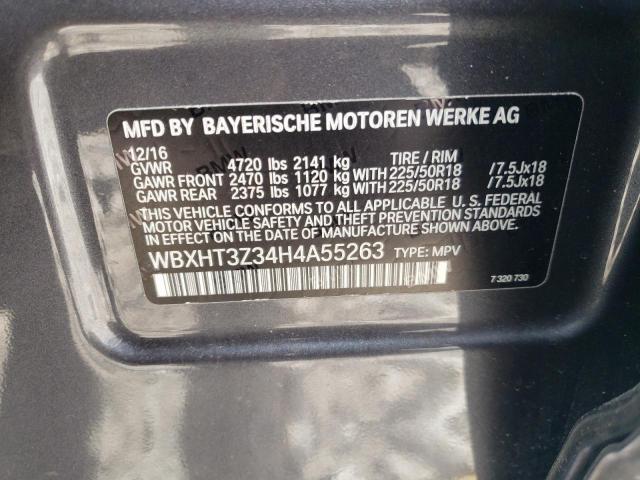 MFD BY BAYERISCHE MOTOREN WERKE AG
12/16
GVWR 4720 lbs 2141 kg TIRE / RIM
GAWR FRONT 2470 lbs 1120 kg WITH 225/50R18 /7.5Jx18
GAWR REAR 2375 lbs 1077 kg WITH 225/50R18 /7.5Jx18
THIS VEHICLE CONFORMS TO ALL APPLICABLE U. S. FEDERAL
MOTOR VEHICLE SAFETY, BUMPER, AND THEFT PREVENTION
STANDARDS IN EFFECT ON THE DATE OF MANUFACTURE SHOWN ABOVE.
WBXHT3Z34H4A55263 TYPE: MPV
7 320 730